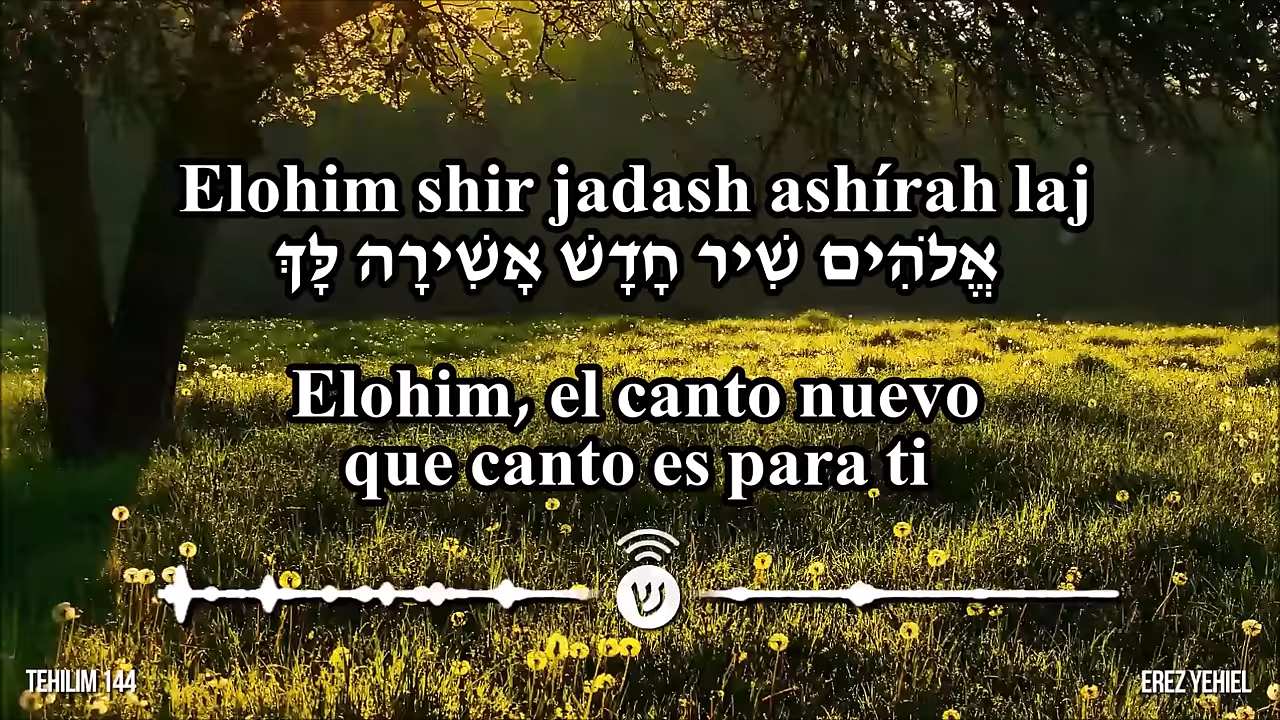 Elohim shir jadash ashírah laj
אֱלֹהִים שִׁיר חָדָשׁ אָשִׁירָה לָּךְ
Elohim, el canto nuevo
que canto es para ti
ש
TEHILIM 144
EREZ YEHIEL